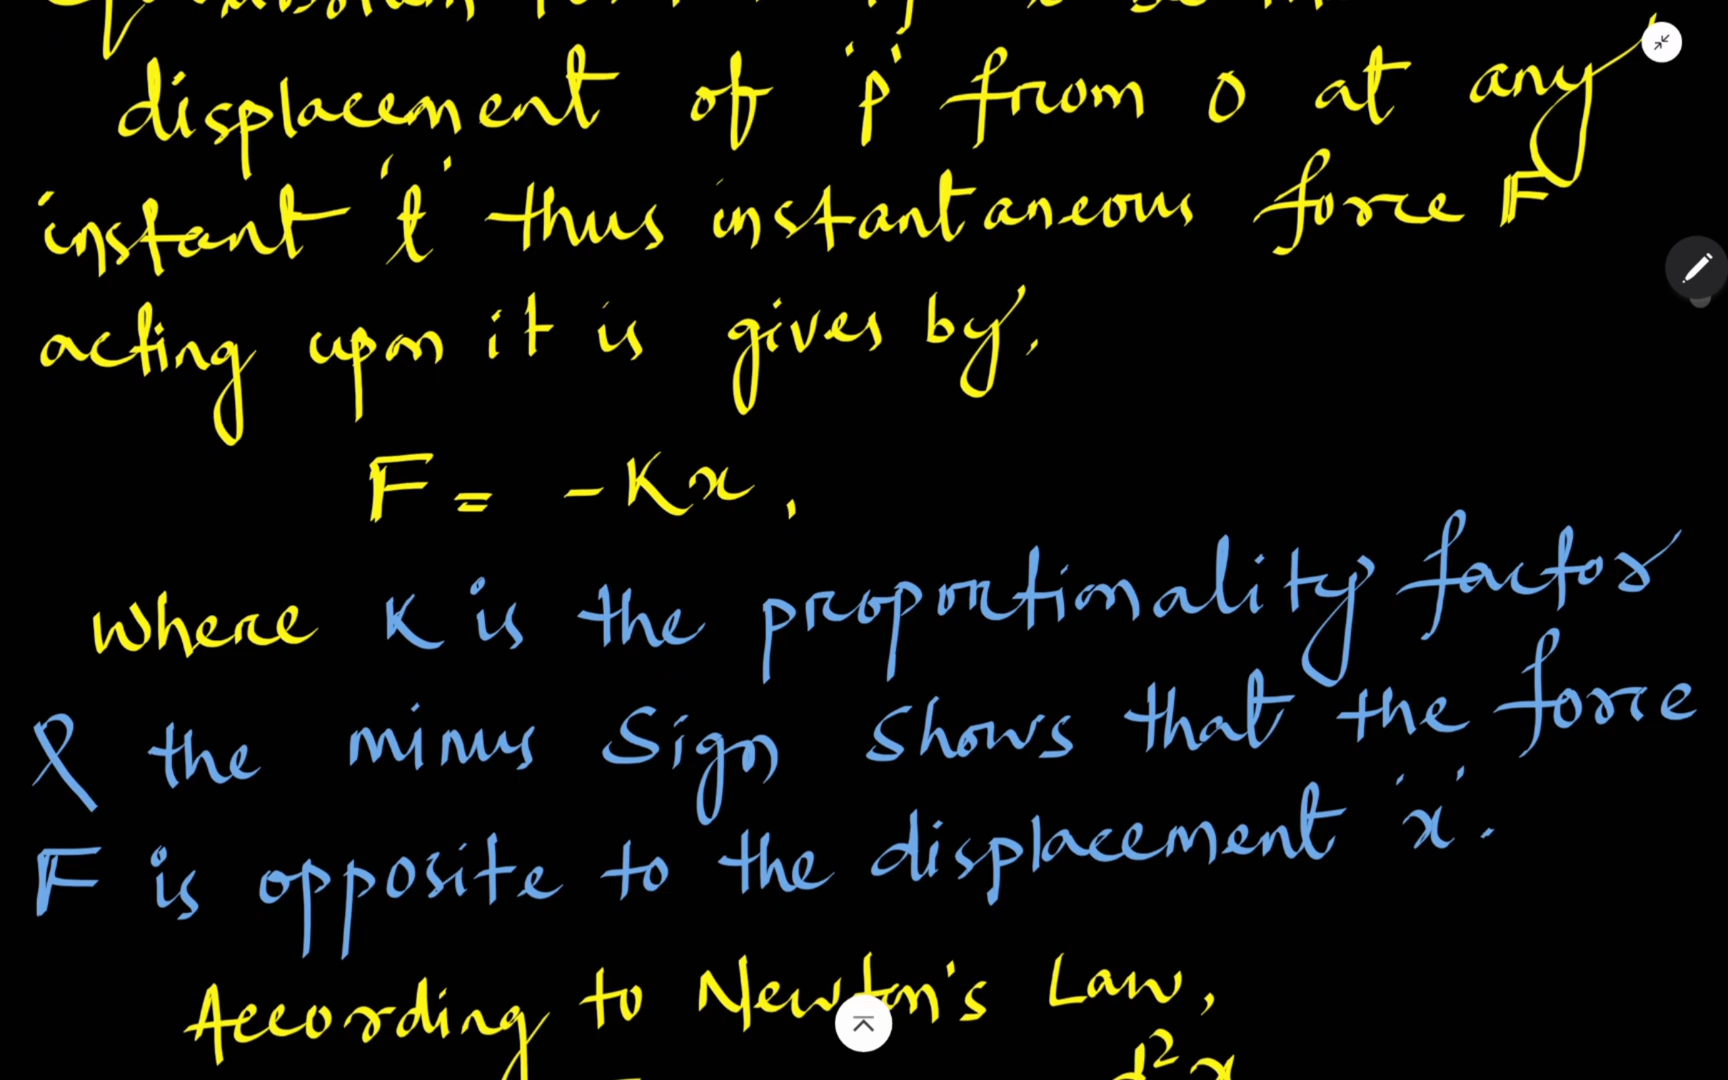 displacement of 'p' from O at any
instant 't' thus instantaneous force F
acting upon it is gives by,
F = -Kx,
where K is the proportionality factor
& the minus sign shows that the force
F is opposite to the displacement 'x'.
According to Newton's Law,
d²x